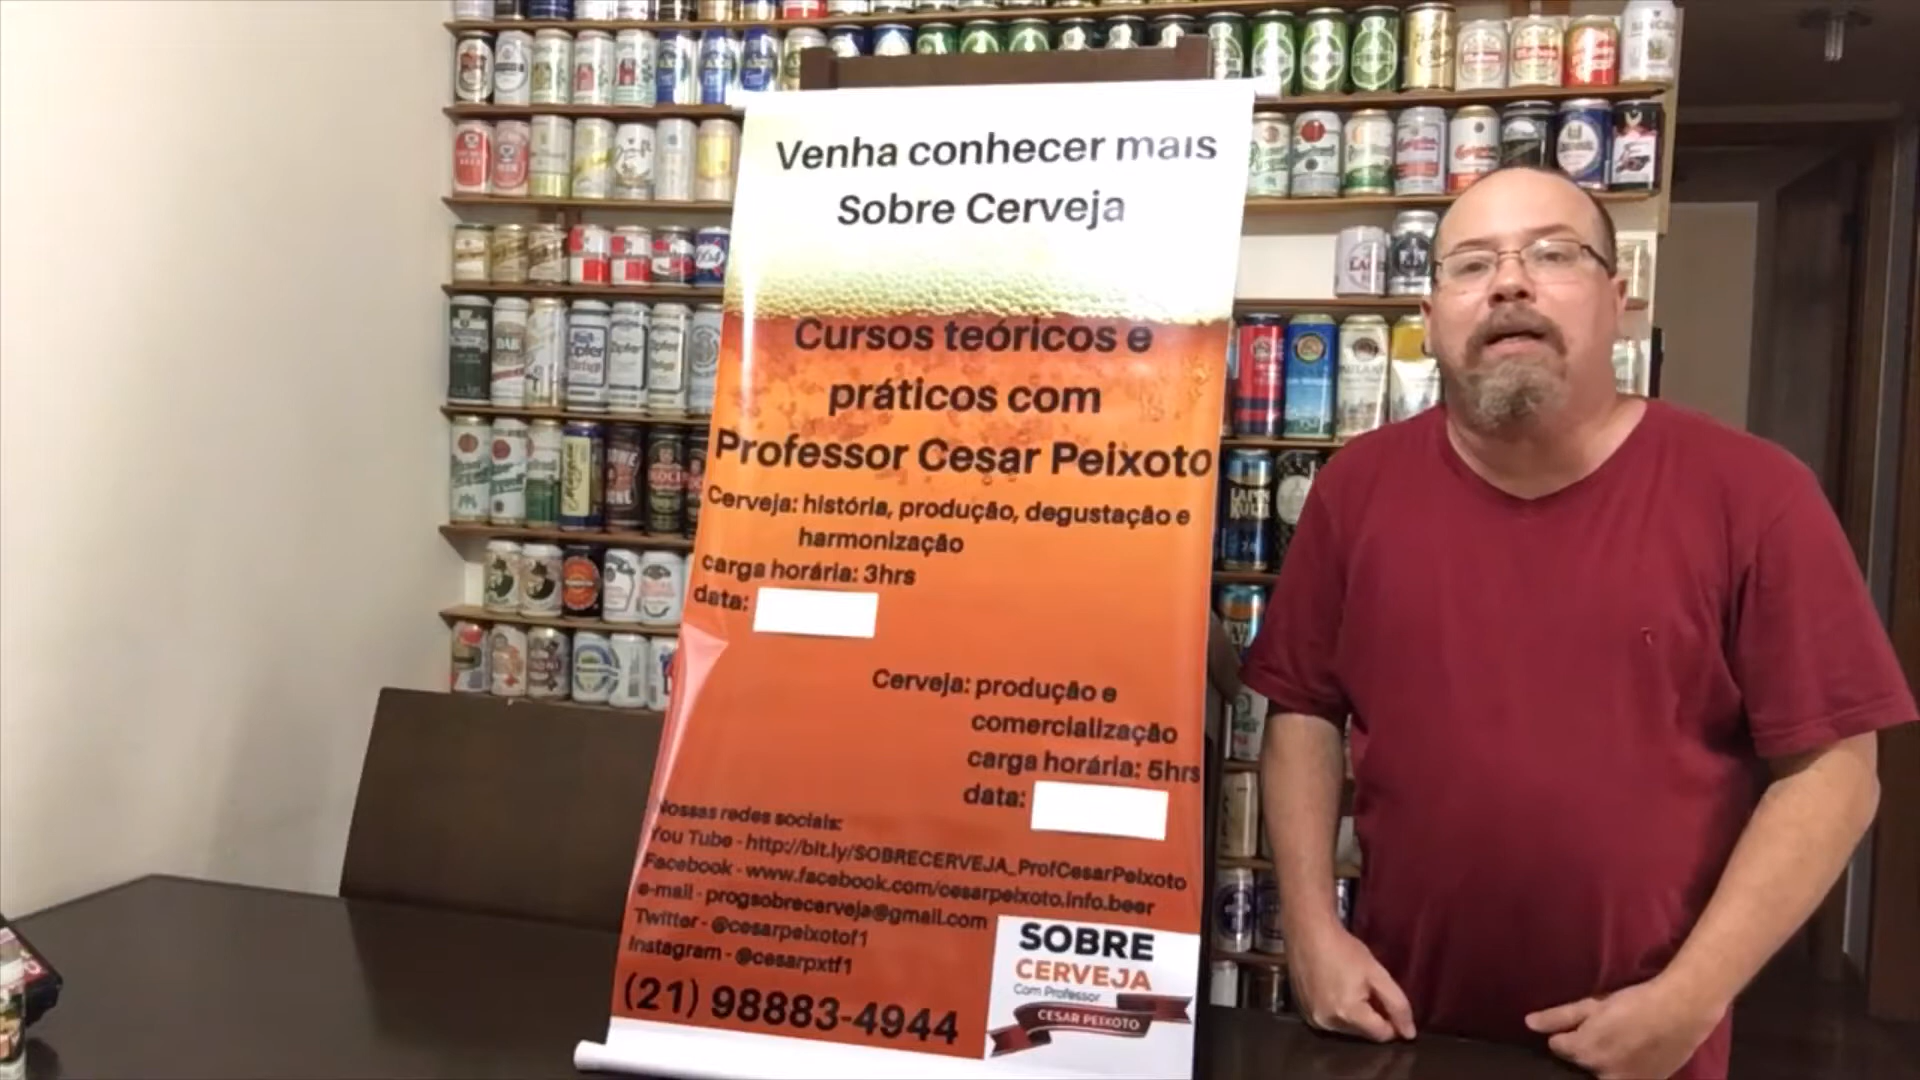 Venha conhecer mais
Sobre Cerveja
Cursos teóricos e
práticos com
Professor Cesar Peixoto
Cerveja: história, produção, degustação e
harmonização
carga horária: 3hrs
data:
Cerveja: produção e
comercialização
carga horária: 5hrs
data:
Nossas redes sociais:
You Tube - http://bit.ly/SOBRECERVEJA_ProfCesarPeixoto
Facebook - www.facebook.com/cesarpeixoto.info.beer
e-mail - progsobrecerveja@gmail.com
Twitter - @cesarpeixotof1
Instagram - @cesarpxtf1
(21) 98883-4944
SOBRE
CERVEJA
Com Professor
CESAR PEIXOTO
DAB